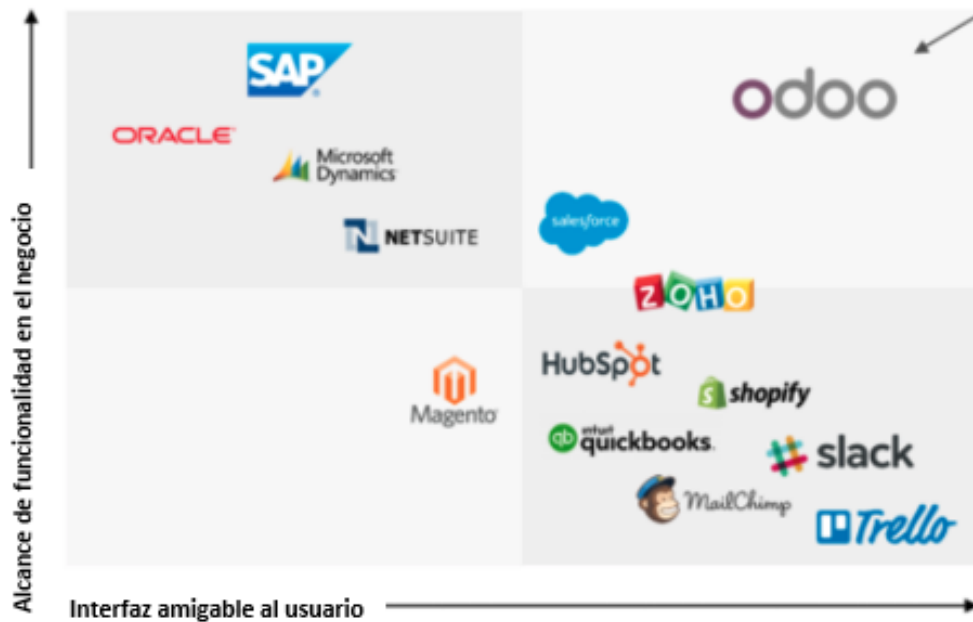 Alcance de funcionalidad en el negocio
SAP
®
odoo
ORACLE
Microsoft
Dynamics
N NETSUITE
salesforce
ZOHO
HubSpot
Magento
S shopify
qb intuit
quickbooks.
slack
MailChimp
Trello
Interfaz amigable al usuario